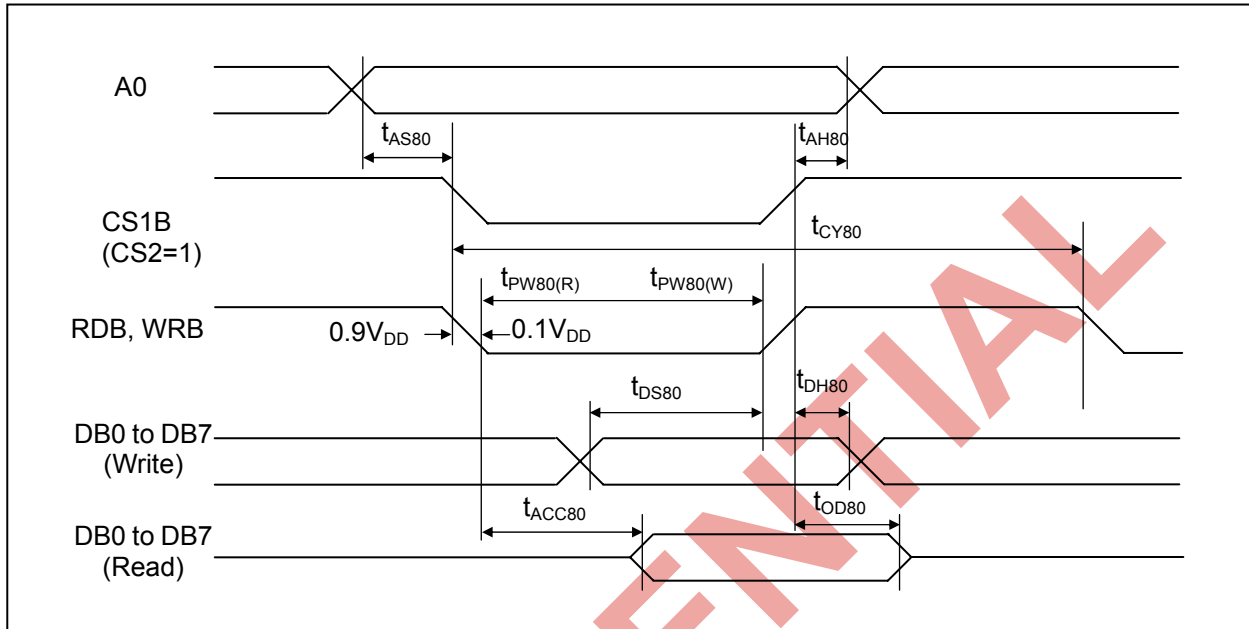 A0
tAS80
tAH80
CS1B
(CS2=1)
tCY80
tPW80(R)
tPW80(W)
RDB, WRB
0.9VDD
0.1VDD
tDS80
tDH80
DB0 to DB7
(Write)
tACC80
tOD80
DB0 to DB7
(Read)
ENTIAL